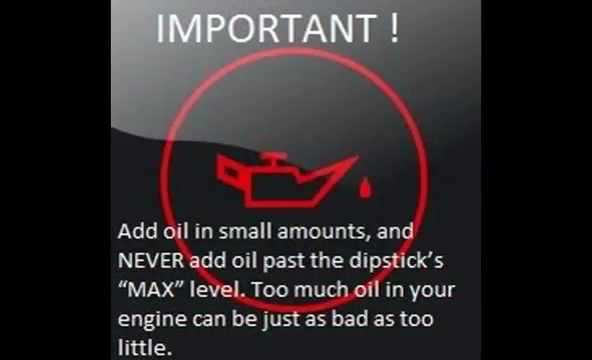 IMPORTANT !
Add oil in small amounts, and
NEVER add oil past the dipstick’s
“MAX” level. Too much oil in your
engine can be just as bad as too
little.